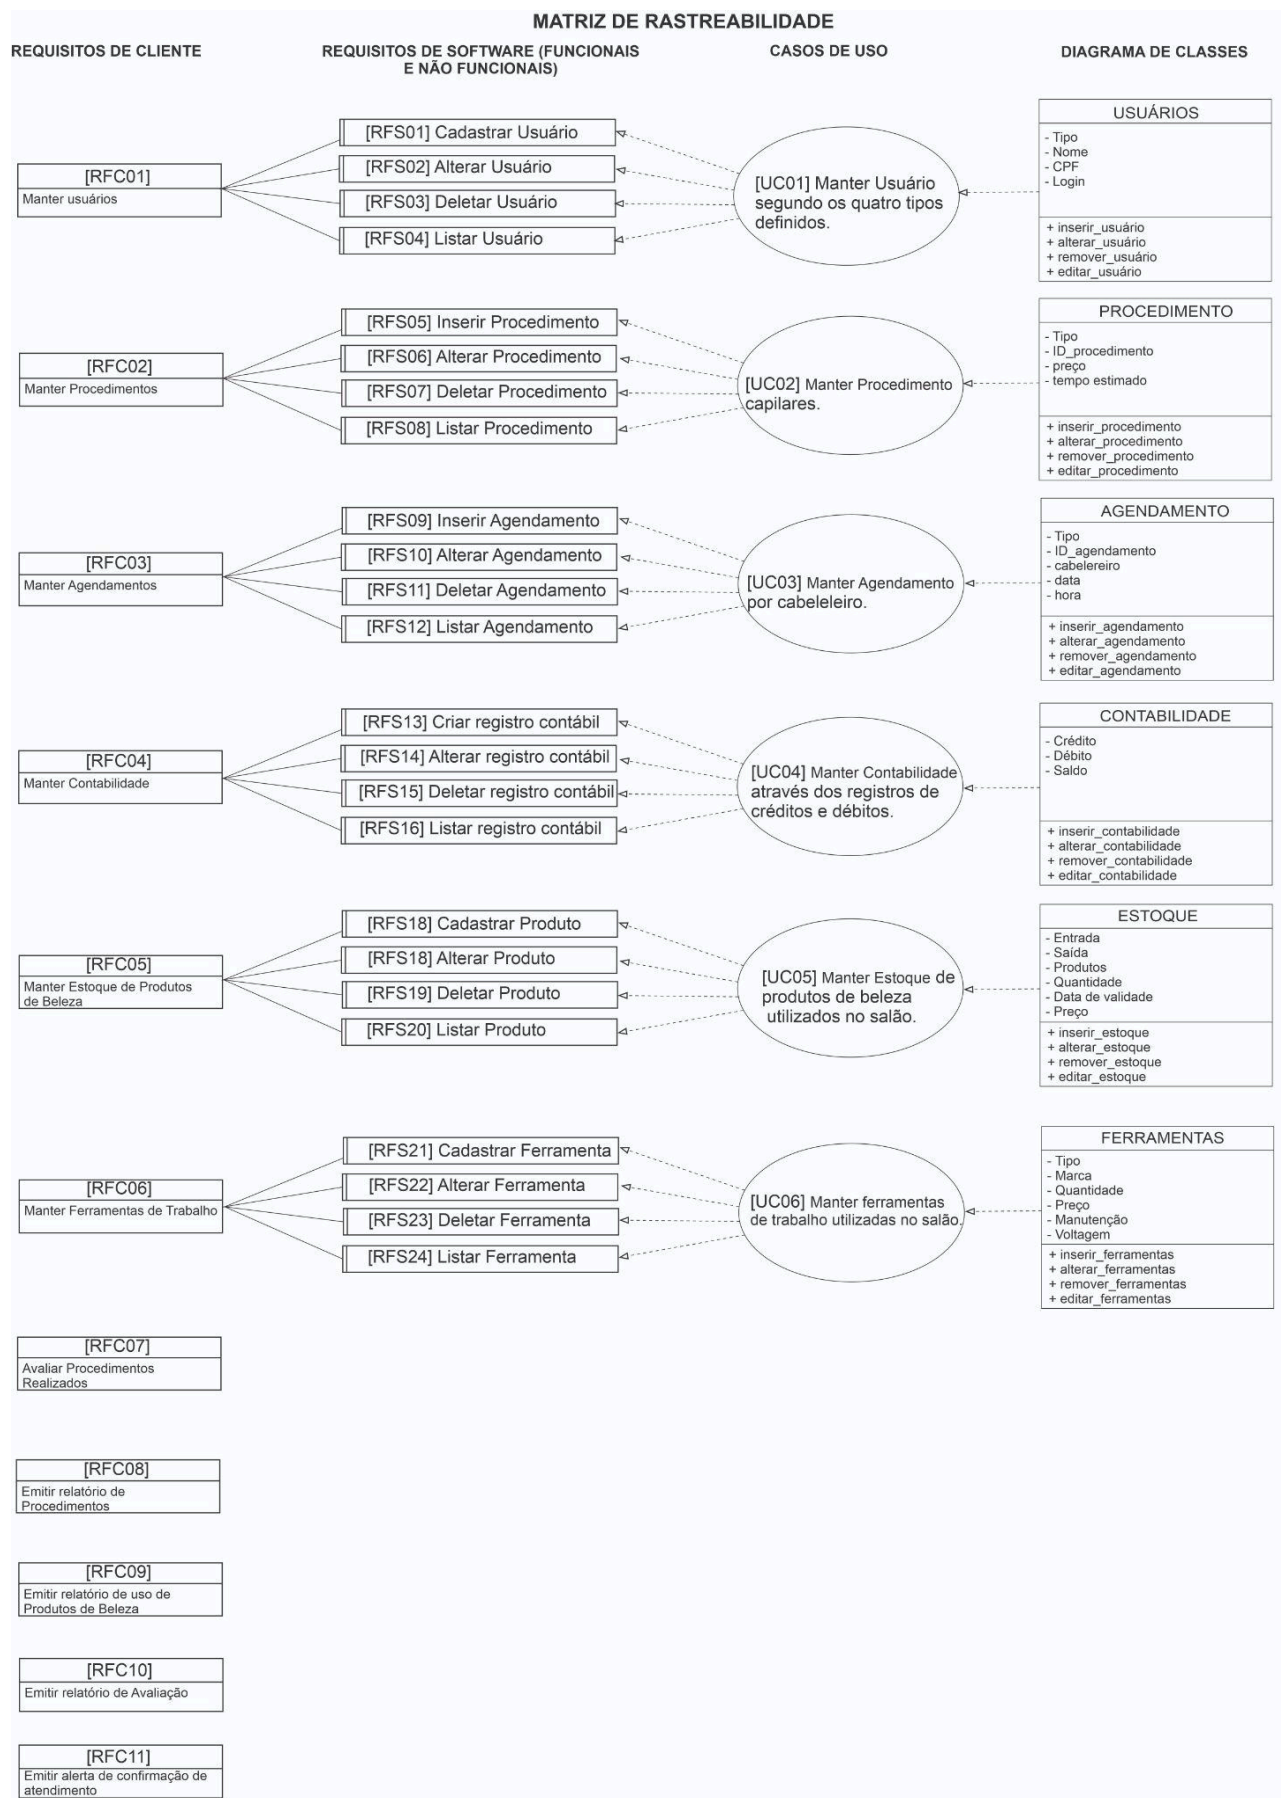 MATRIZ DE RASTREABILIDADE
REQUISITOS DE CLIENTE
REQUISITOS DE SOFTWARE (FUNCIONAIS
E NÃO FUNCIONAIS)
CASOS DE USO
DIAGRAMA DE CLASSES
[RFC01]
Manter usuários
[RFS01] Cadastrar Usuário
[RFS02] Alterar Usuário
[RFS03] Deletar Usuário
[RFS04] Listar Usuário
[UC01] Manter Usuário
segundo os quatro tipos
definidos.
USUÁRIOS
- Tipo
- Nome
- CPF
- Login
+ inserir_usuário
+ alterar_usuário
+ remover_usuário
+ editar_usuário
[RFC02]
Manter Procedimentos
[RFS05] Inserir Procedimento
[RFS06] Alterar Procedimento
[RFS07] Deletar Procedimento
[RFS08] Listar Procedimento
[UC02] Manter Procedimento
capilares.
PROCEDIMENTO
- Tipo
- ID_procedimento
- preço
- tempo estimado
+ inserir_procedimento
+ alterar_procedimento
+ remover_procedimento
+ editar_procedimento
[RFC03]
Manter Agendamentos
[RFS09] Inserir Agendamento
[RFS10] Alterar Agendamento
[RFS11] Deletar Agendamento
[RFS12] Listar Agendamento
[UC03] Manter Agendamento
por cabeleleiro.
AGENDAMENTO
- Tipo
- ID_agendamento
- cabelereiro
- data
- hora
+ inserir_agendamento
+ alterar_agendamento
+ remover_agendamento
+ editar_agendamento
[RFC04]
Manter Contabilidade
[RFS13] Criar registro contábil
[RFS14] Alterar registro contábil
[RFS15] Deletar registro contábil
[RFS16] Listar registro contábil
[UC04] Manter Contabilidade
através dos registros de
créditos e débitos.
CONTABILIDADE
- Crédito
- Débito
- Saldo
+ inserir_contabilidade
+ alterar_contabilidade
+ remover_contabilidade
+ editar_contabilidade
[RFC05]
Manter Estoque de Produtos
de Beleza
[RFS18] Cadastrar Produto
[RFS18] Alterar Produto
[RFS19] Deletar Produto
[RFS20] Listar Produto
[UC05] Manter Estoque de
produtos de beleza
utilizados no salão.
ESTOQUE
- Entrada
- Saída
- Produtos
- Quantidade
- Data de validade
- Preço
+ inserir_estoque
+ alterar_estoque
+ remover_estoque
+ editar_estoque
[RFC06]
Manter Ferramentas de Trabalho
[RFS21] Cadastrar Ferramenta
[RFS22] Alterar Ferramenta
[RFS23] Deletar Ferramenta
[RFS24] Listar Ferramenta
[UC06] Manter ferramentas
de trabalho utilizadas no salão.
FERRAMENTAS
- Tipo
- Marca
- Quantidade
- Preço
- Manutenção
- Voltagem
+ inserir_ferramentas
+ alterar_ferramentas
+ remover_ferramentas
+ editar_ferramentas
[RFC07]
Avaliar Procedimentos
Realizados
[RFC08]
Emitir relatório de
Procedimentos
[RFC09]
Emitir relatório de uso de
Produtos de Beleza
[RFC10]
Emitir relatório de Avaliação
[RFC11]
Emitir alerta de confirmação de
atendimento